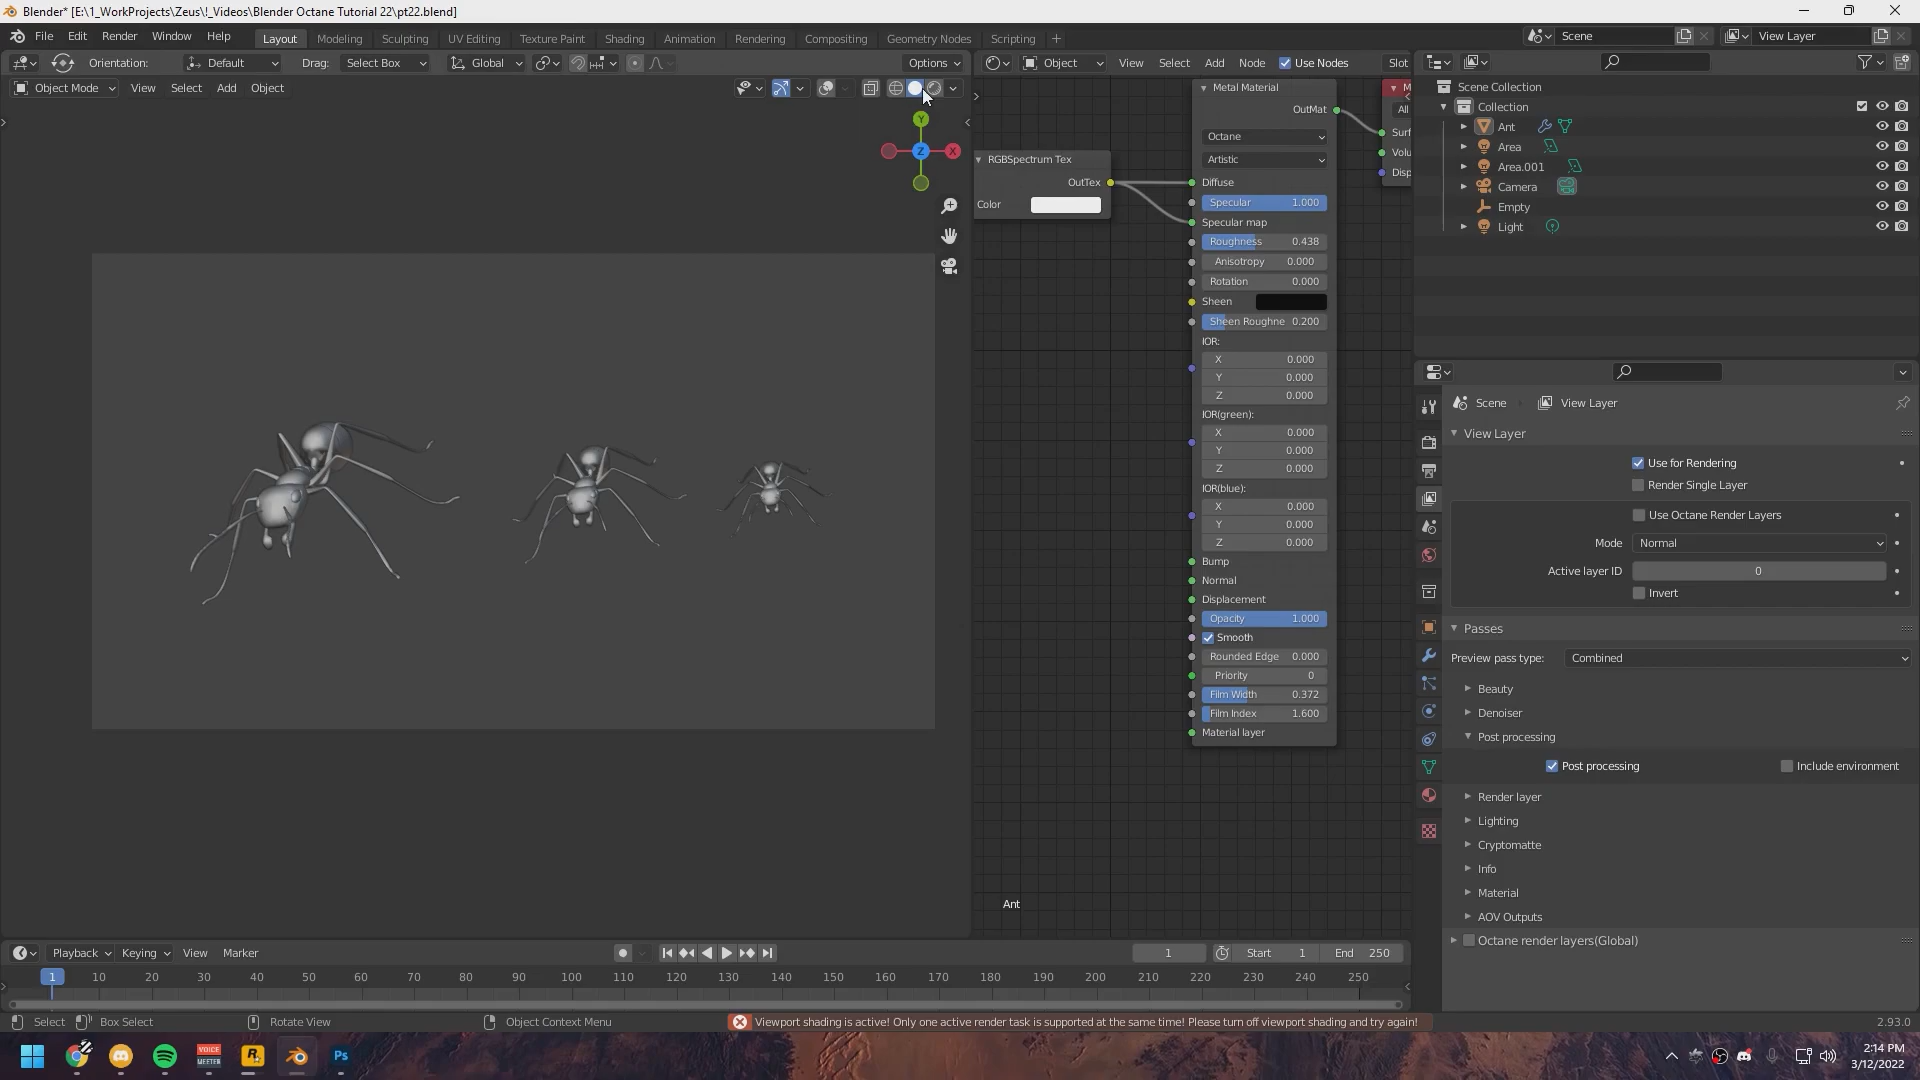 Blender* [E:\1_WorkProjects\Zeus\!_Videos\Blender Octane Tutorial 22\pt22.blend]
File Edit Render Window Help Layout Modeling Sculpting UV Editing Texture Paint Shading Animation Rendering Compositing Geometry Nodes Scripting + Scene View Layer
Orientation: Default Drag: Select Box Global Options Object View Select Add Node Use Nodes Slot
Object Mode View Select Add Object
Y
Z X
Metal Material
OutMat
Octane
Artistic
Diffuse
Specular 1.000
Specular map
Roughness 0.438
Anisotropy 0.000
Rotation 0.000
Sheen
Sheen Roughne 0.200
IOR:
X 0.000
Y 0.000
Z 0.000
IOR(green):
X 0.000
Y 0.000
Z 0.000
IOR(blue):
X 0.000
Y 0.000
Z 0.000
Bump
Normal
Displacement
Opacity 1.000
Smooth
Rounded Edge 0.000
Priority 0
Film Width 0.372
Film Index 1.600
Material layer
RGBSpectrum Tex
OutTex
Color
M
All
Surf
Volu
Disp
Ant
Scene Collection
Collection
Ant
Area
Area.001
Camera
Empty
Light
Scene View Layer
View Layer
Use for Rendering
Render Single Layer
Use Octane Render Layers
Mode Normal
Active layer ID 0
Invert
Passes
Preview pass type: Combined
Beauty
Denoiser
Post processing
Post processing Include environment
Render layer
Lighting
Cryptomatte
Info
Material
AOV Outputs
Octane render layers(Global)
Playback Keying View Marker 1 Start 1 End 250
1 10 20 30 40 50 60 70 80 90 100 110 120 130 140 150 160 170 180 190 200 210 220 230 240 250
Select Box Select Rotate View Object Context Menu Viewport shading is active! Only one active render task is supported at the same time! Please turn off viewport shading and try again! 2.93.0
VOICE MEETER R Ps
2:14 PM
3/12/2022